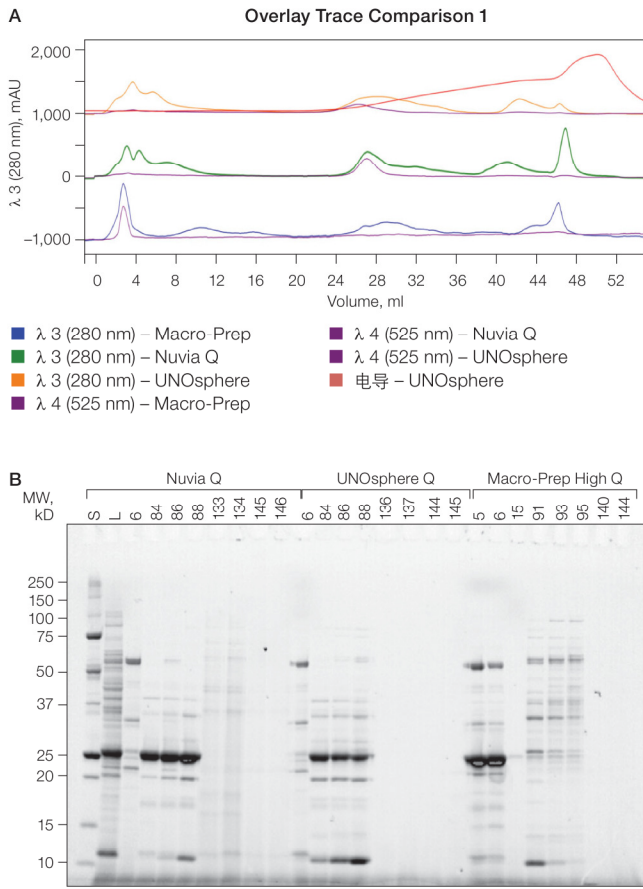 A
Overlay Trace Comparison 1
λ 3 (280 nm), mAU
2,000
1,000
0
–1,000
0 4 8 12 16 20 24 28 32 36 40 44 48 52
Volume, ml
λ 3 (280 nm) – Macro-Prep
λ 3 (280 nm) – Nuvia Q
λ 3 (280 nm) – UNOsphere
λ 4 (525 nm) – Macro-Prep
λ 4 (525 nm) – Nuvia Q
λ 4 (525 nm) – UNOsphere
电导 – UNOsphere
B
Nuvia Q UNOsphere Q Macro-Prep High Q
MW, kD
S L 6 84 86 88 133 134 145 146 6 84 86 88 136 137 144 145 5 6 15 91 93 95 140 144
250
150
100
75
50
37
25
20
15
10